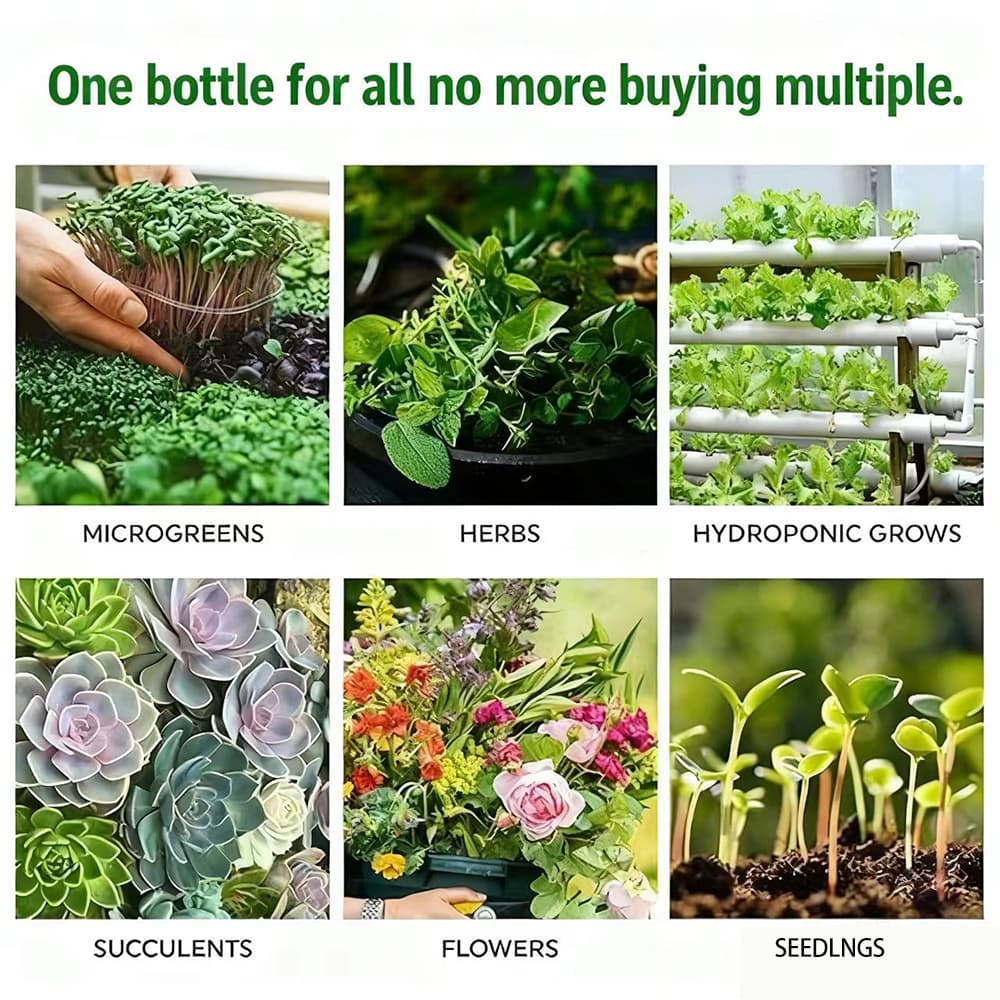 One bottle for all no more buying multiple.
MICROGREENS
HERBS
HYDROPONIC GROWS
SUCCULENTS
FLOWERS
SEEDLNGS